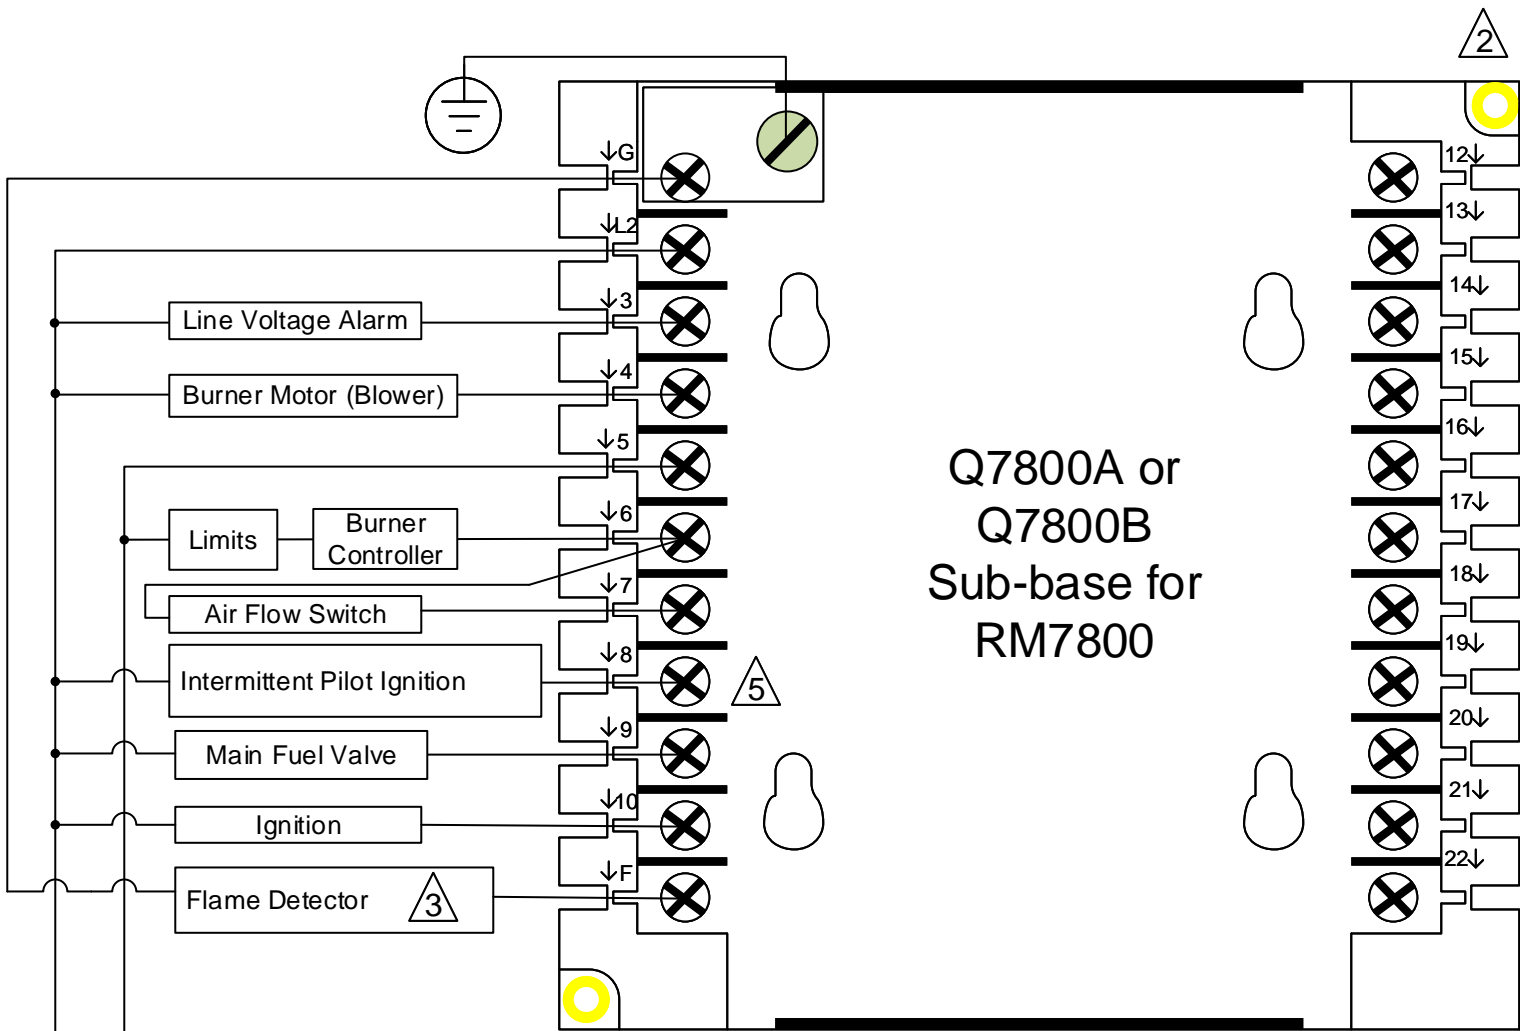 2
G
12
L2
13
3
Line Voltage Alarm
14
4
Burner Motor (Blower)
15
5
16
Q7800A or
Q7800B
Sub-base for
RM7800
6
Limits
Burner
Controller
17
7
Air Flow Switch
18
8
Intermittent Pilot Ignition
5
19
9
Main Fuel Valve
20
10
Ignition
21
F
Flame Detector
3
22